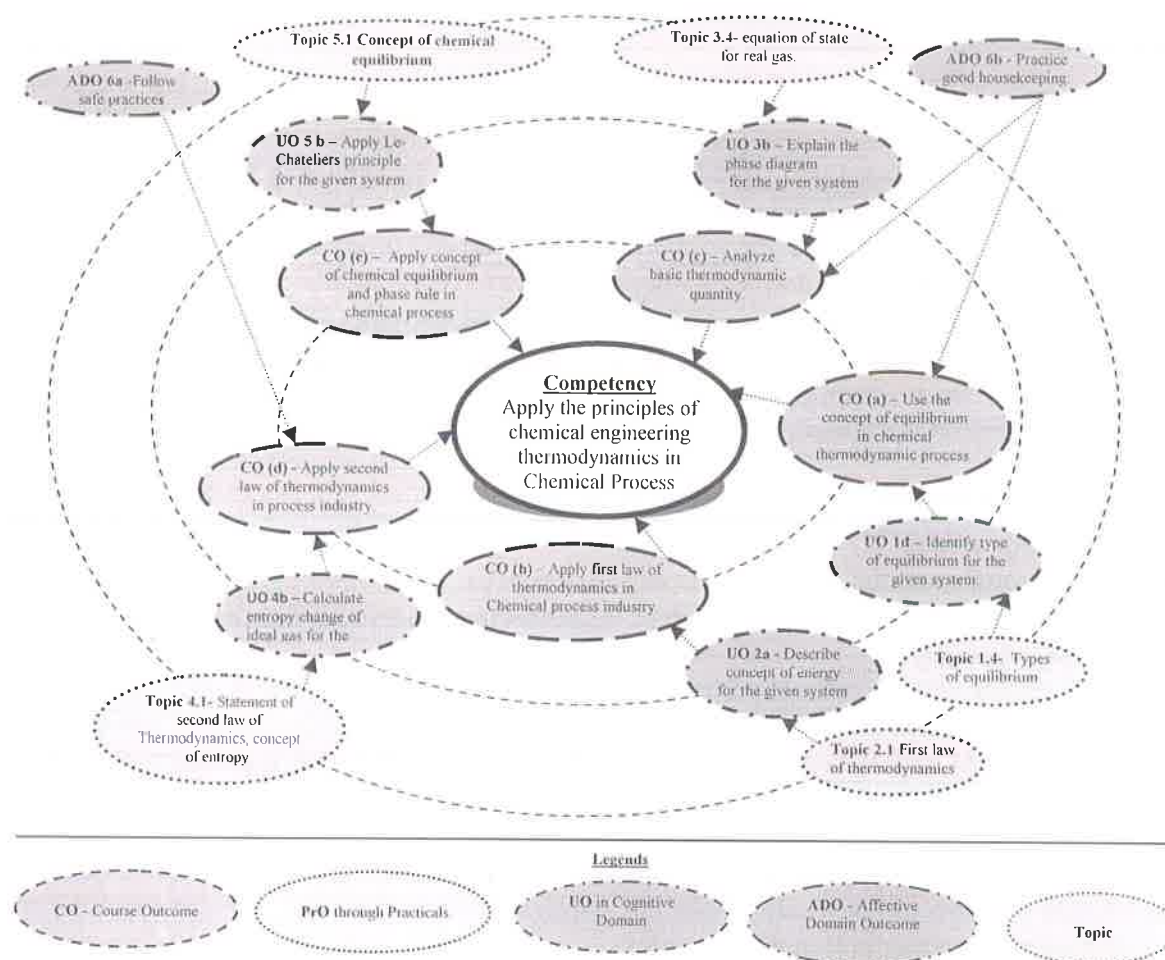 Topic 5.1 Concept of chemical
equilibrium
Topic 3.4- equation of state
for real gas.
ADO 6a -Follow
safe practices
ADO 6b - Practice
good housekeeping.
UO 5 b – Apply Le-
Chateliers principle
for the given system
UO 3b – Explain the
phase diagram
for the given system
CO (e) – Apply concept
of chemical equilibrium
and phase rule in
chemical process
CO (c) – Analyze
basic thermodynamic
quantity.
Competency
Apply the principles of
chemical engineering
thermodynamics in
Chemical Process
CO (a) – Use the
concept of equilibrium
in chemical
thermodynamic process
CO (d) - Apply second
law of thermodynamics
in process industry.
UO 1d – Identify type
of equilibrium for the
given system.
CO (b) – Apply first law of
thermodynamics in
Chemical process industry
UO 4b – Calculate
entropy change of
ideal gas for the
UO 2a - Describe
concept of energy
for the given system
Topic 1.4- Types
of equilibrium
Topic 4.1- Statement of
second law of
Thermodynamics, concept
of entropy
Topic 2.1 First law
of thermodynamics
Legends
CO - Course Outcome
PrO through Practicals
UO in Cognitive
Domain
ADO - Affective
Domain Outcome
Topic